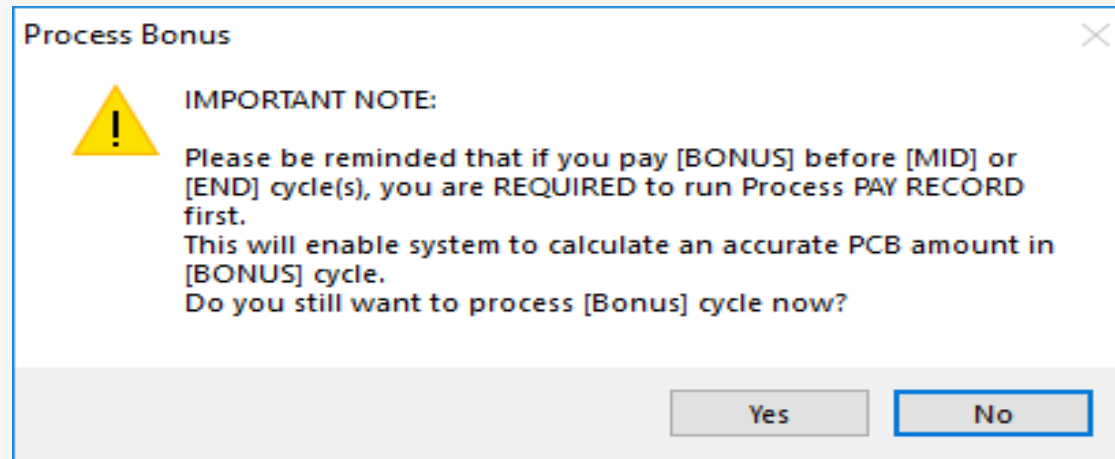 Process Bonus
IMPORTANT NOTE:
Please be reminded that if you pay [BONUS] before [MID] or
[END] cycle(s), you are REQUIRED to run Process PAY RECORD
first.
This will enable system to calculate an accurate PCB amount in
[BONUS] cycle.
Do you still want to process [Bonus] cycle now?
Yes
No